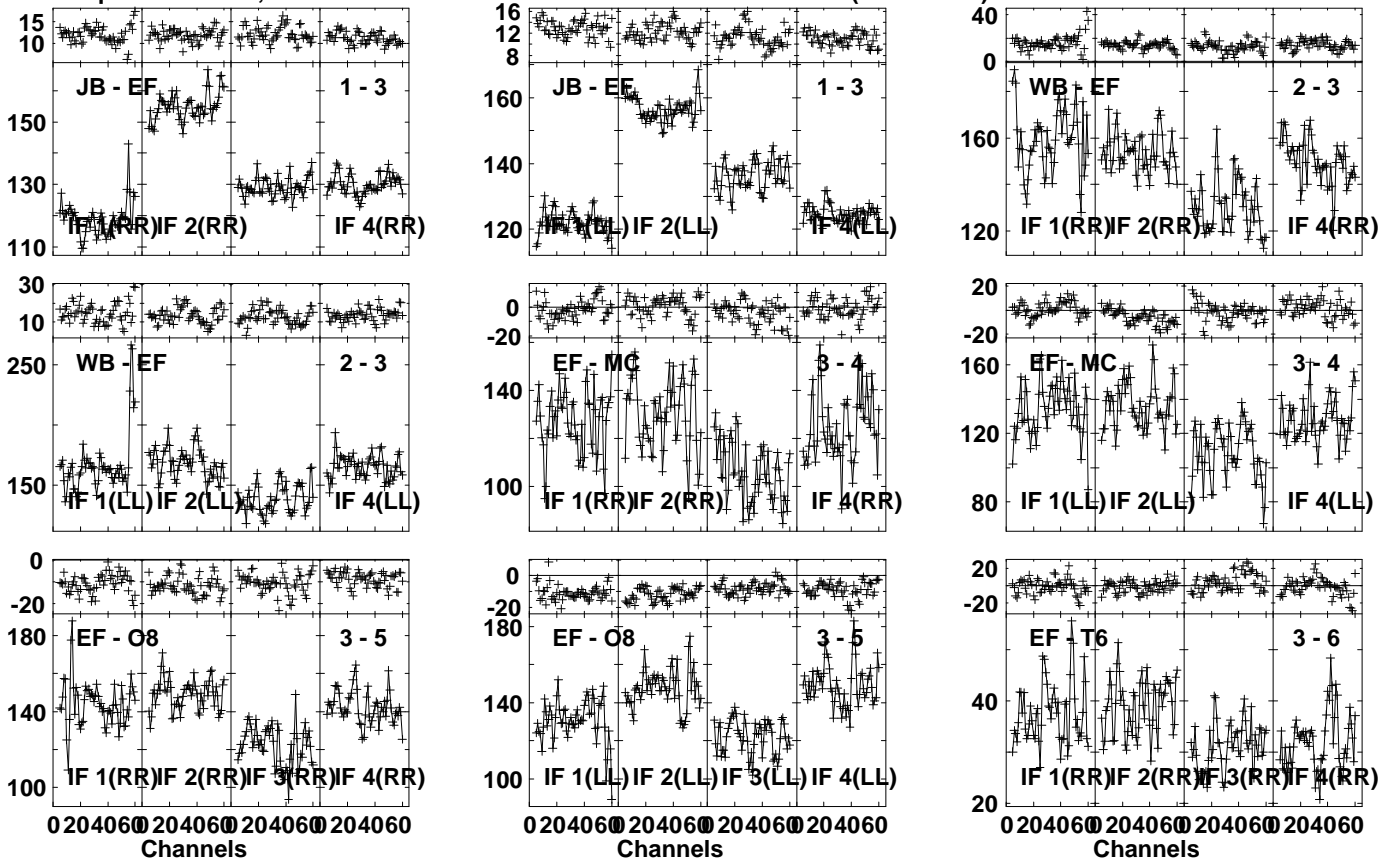 15
10
JB - EF 1 - 3
150
130
110
IF 1(RR) IF 2(RR) IF 4(RR)
16
12
8
JB - EF 1 - 3
160
140
120
IF 1(LL) IF 2(LL) IF 4(LL)
40
0
WB - EF 2 - 3
160
120
IF 1(RR) IF 2(RR) IF 4(RR)
30
10
WB - EF 2 - 3
250
150
IF 1(LL) IF 2(LL) IF 4(LL)
0
-20
EF - MC 3 - 4
140
100
IF 1(RR) IF 2(RR) IF 4(RR)
20
0
-20
EF - MC 3 - 4
160
120
80
IF 1(LL) IF 2(LL) IF 4(LL)
0
-20
EF - O8 3 - 5
180
140
100
IF 1(RR) IF 2(RR) IF 3(RR) IF 4(RR)
0 20 40 60 0 20 40 60 0 20 40 60 0 20 40 60
Channels
0
-20
EF - O8 3 - 5
180
140
100
IF 1(LL) IF 2(LL) IF 3(LL) IF 4(LL)
0 20 40 60 0 20 40 60 0 20 40 60 0 20 40 60
Channels
20
0
-20
EF - T6 3 - 6
40
20
IF 1(RR) IF 2(RR) IF 3(RR) IF 4(RR)
0 20 40 60 0 20 40 60 0 20 40 60 0 20 40 60
Channels